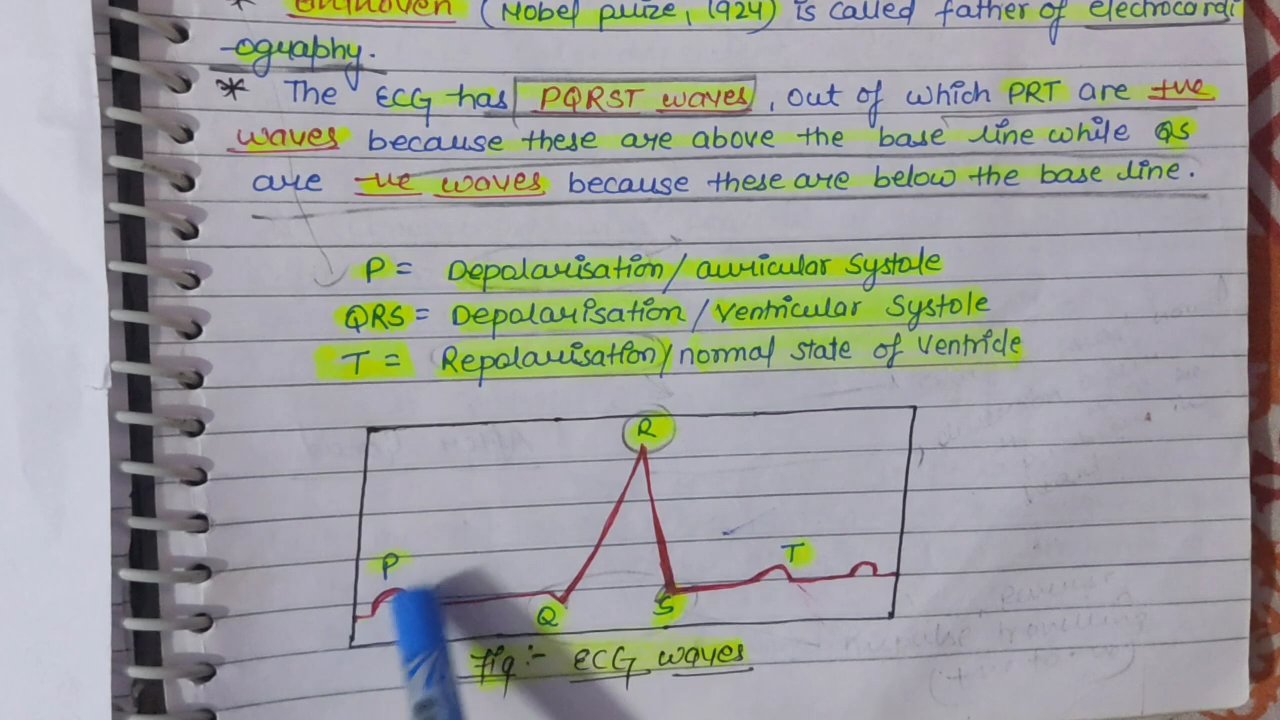 * Einthoven (Nobel prize, 1924) is called father of electrocardi
-ography.
* The ECG has PQRST waves, out of which PRT are +ve
waves because these are above the base line while QS
are -ve waves because these are below the base line.
P = Depolarisation/auricular Systole
QRS = Depolarisation/Ventricular Systole
T = Repolarisation/normal state of Ventricle
R
P
T
Q
S
fig:- ECG waves